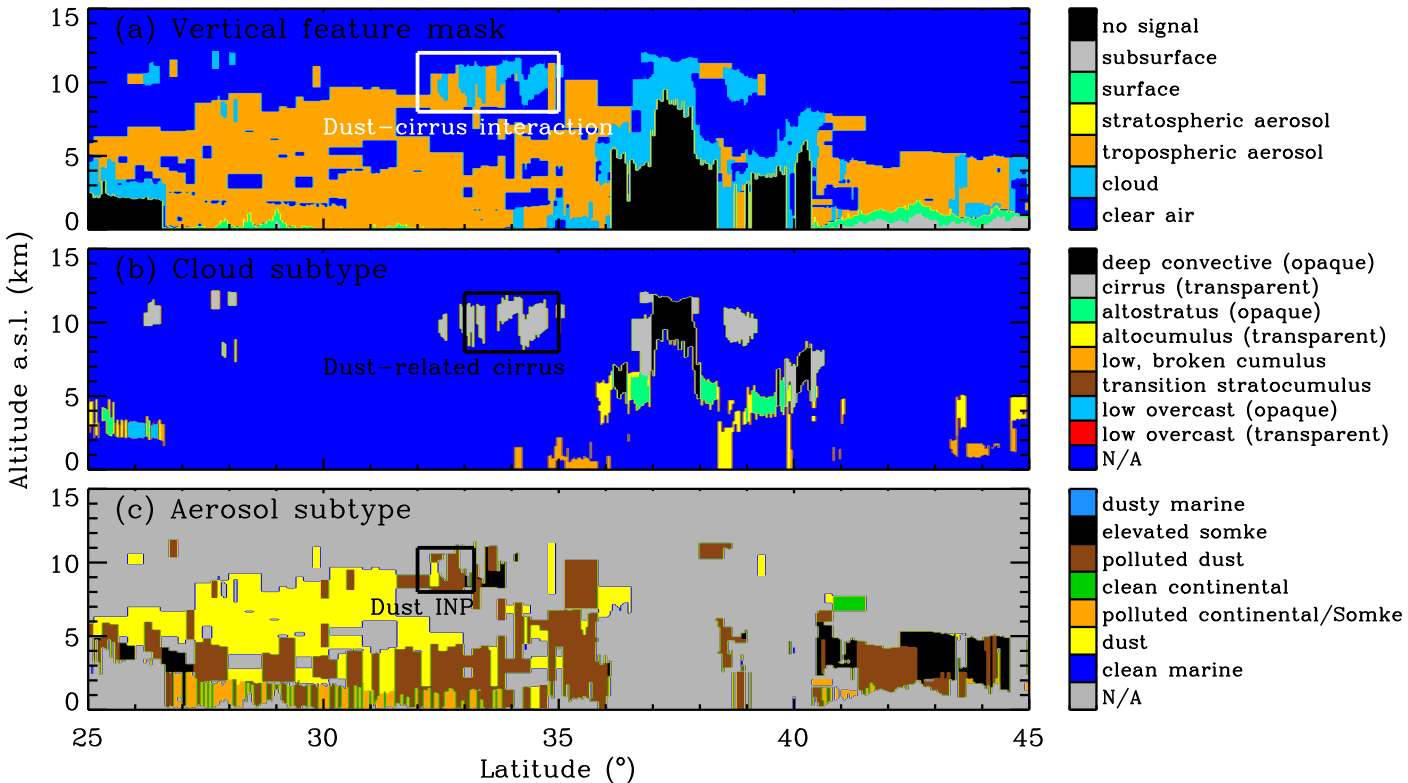 (a) Vertical feature mask
15
10
5
0
Dust-cirrus interaction
no signal
subsurface
surface
stratospheric aerosol
tropospheric aerosol
cloud
clear air
(b) Cloud subtype
15
10
5
0
Dust-related cirrus
deep convective (opaque)
cirrus (transparent)
altostratus (opaque)
altocumulus (transparent)
low, broken cumulus
transition stratocumulus
low overcast (opaque)
low overcast (transparent)
N/A
(c) Aerosol subtype
15
10
5
0
Dust INP
dusty marine
elevated somke
polluted dust
clean continental
polluted continental/Somke
dust
clean marine
N/A
Altitude a.s.l. (km)
25 30 35 40 45
Latitude (°)